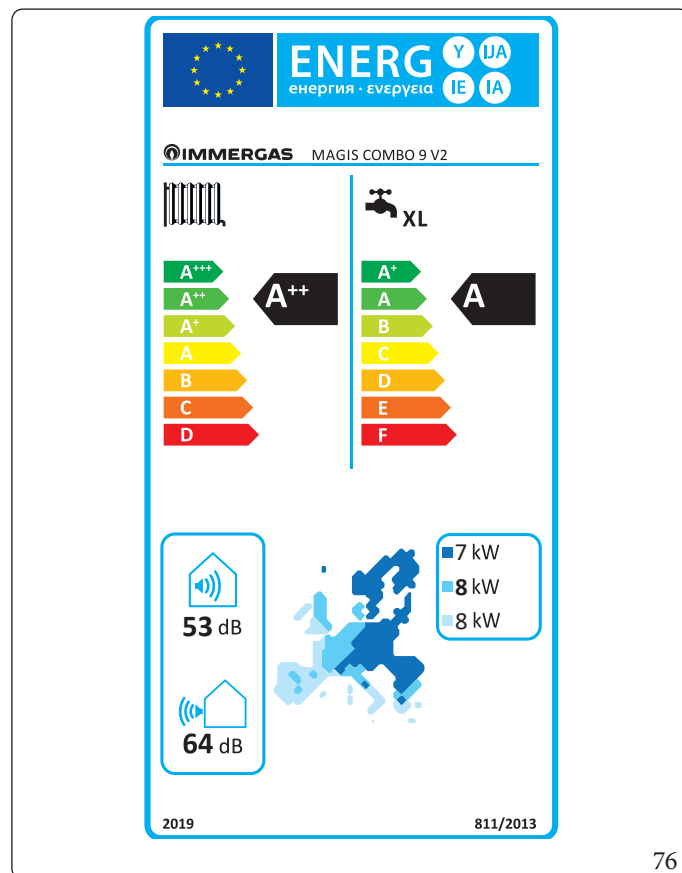 ENERG Y IJA
енергия · ενεργεια IE IA
IMMERGAS MAGIS COMBO 9 V2
XL
A+++
A++
A+
A
B
C
D
A++
A+
A
B
C
D
E
F
A
53 dB
64 dB
7 kW
8 kW
8 kW
2019 811/2013
76